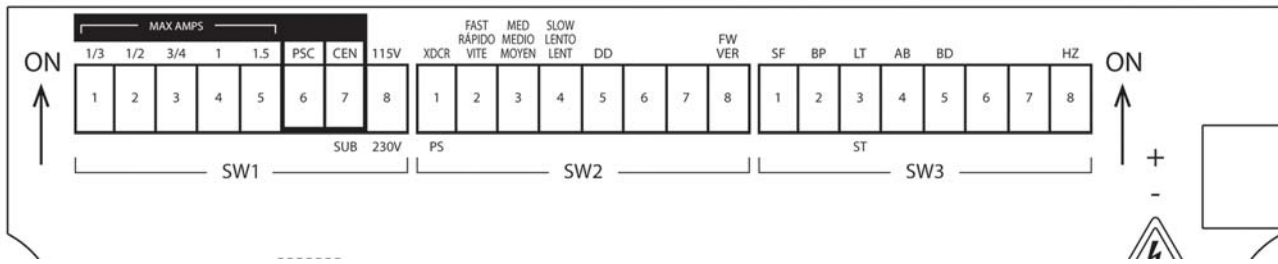 MAX AMPS
FAST MED SLOW FW
RÁPIDO MEDIO LENTO
1/3 1/2 3/4 1 1.5 PSC CEN 115V XDCR VITE MOYEN LENT DD VER SF BP LT AB BD HZ
ON ON
1 2 3 4 5 6 7 8 1 2 3 4 5 6 7 8 1 2 3 4 5 6 7 8
SUB 230V PS ST
SW1 SW2 SW3
+
-